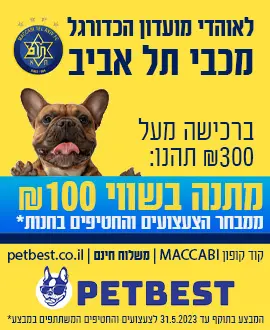 לאוהדי מועדון הכדורגל
מכבי תל אביב
ברכישה מעל
300₪ תהנו:
מתנה בשווי 100₪
ממבחר הצעצועים והחטיפים בחנות*
קוד קופון MACCABI | משלוח חינם | petbest.co.il
PETBEST
המבצע בתוקף עד 31.5.2023 לצעצועים והחטיפים המשתתפים במבצע*